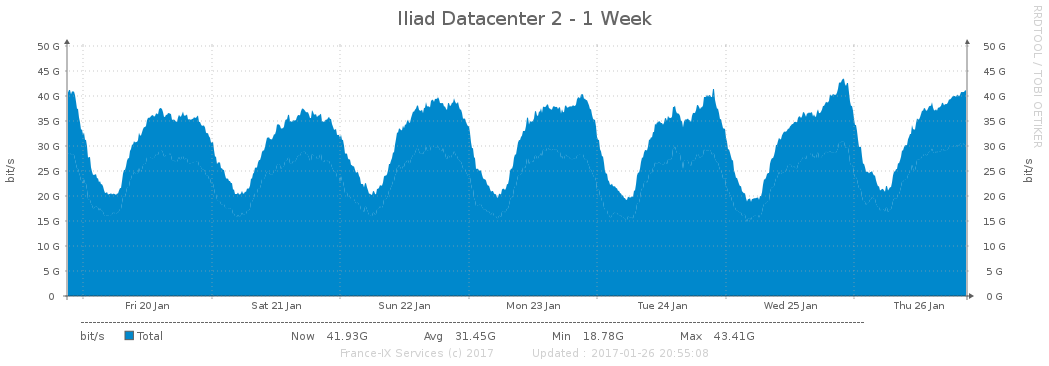 Iliad Datacenter 2 - 1 Week
RRDTOOL / TOBI OETIKER
50 G 50 G
45 G 45 G
40 G 40 G
35 G 35 G
30 G 30 G
25 G 25 G
20 G 20 G
15 G 15 G
10 G 10 G
5 G 5 G
0 0 G
bit/s bit/s
Fri 20 Jan Sat 21 Jan Sun 22 Jan Mon 23 Jan Tue 24 Jan Wed 25 Jan Thu 26 Jan
bit/s Total Now 41.93G Avg 31.45G Min 18.78G Max 43.41G
France-IX Services (c) 2017 Updated : 2017-01-26 20:55:08